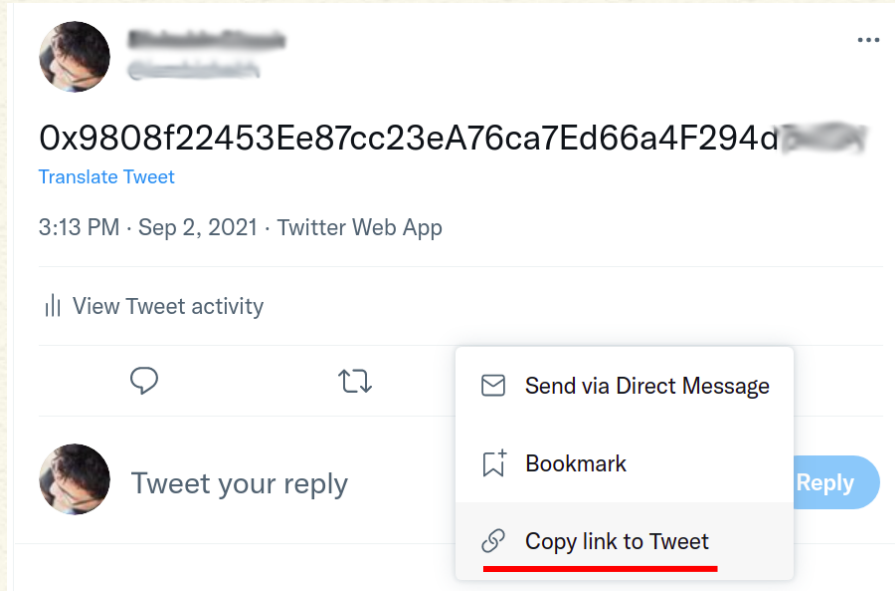 0x9808f22453Ee87cc23eA76ca7Ed66a4F294d
Translate Tweet
3:13 PM · Sep 2, 2021 · Twitter Web App
View Tweet activity
Send via Direct Message
Bookmark
Tweet your reply
Reply
Copy link to Tweet